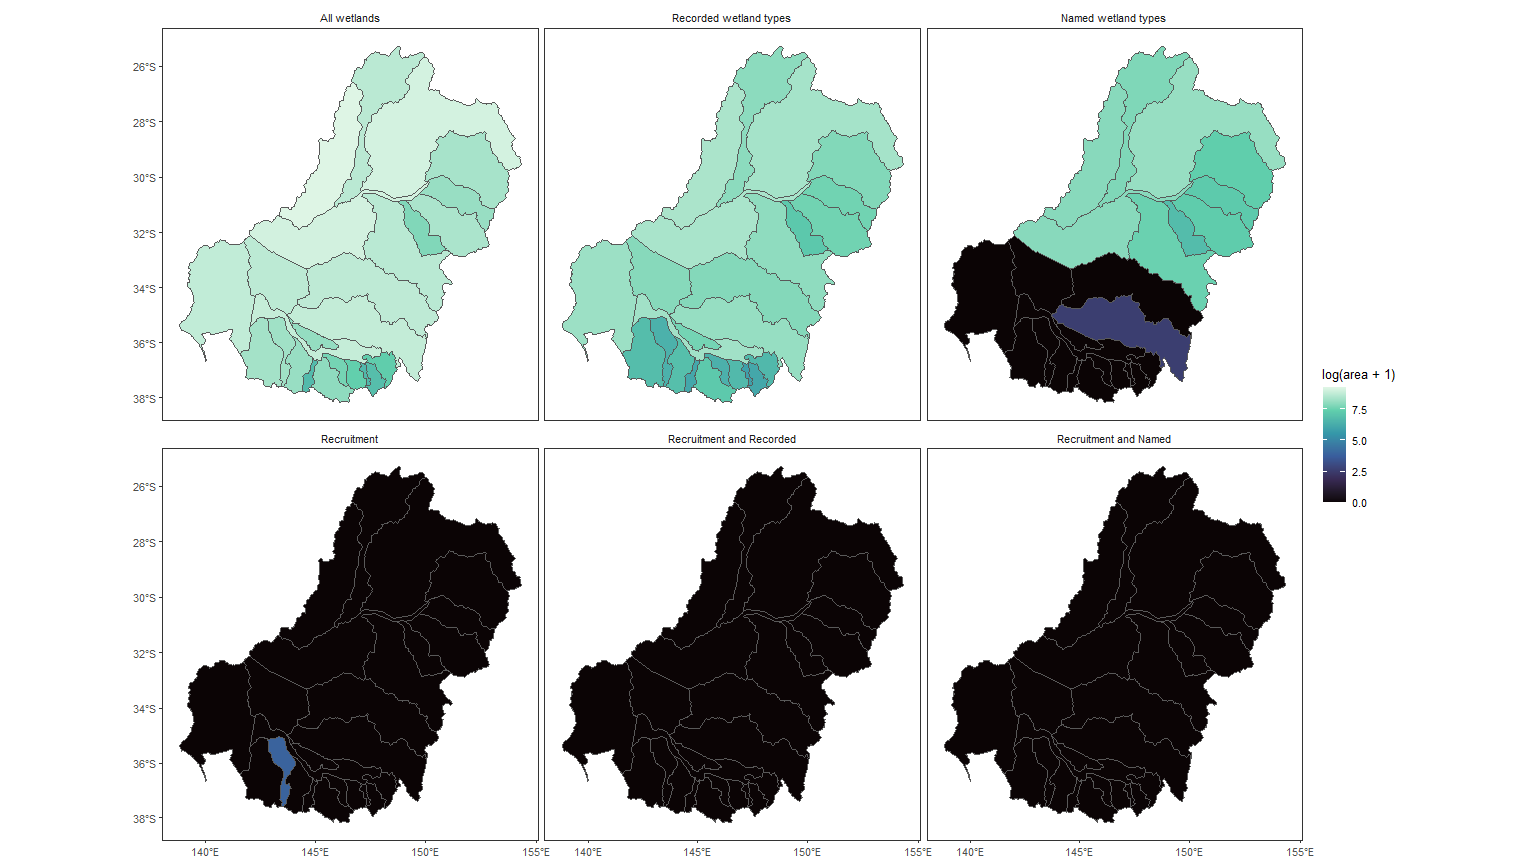 All wetlands
Recorded wetland types
Named wetland types
26°S
28°S
30°S
32°S
34°S
36°S
38°S
log(area + 1)
7.5
5.0
2.5
0.0
Recruitment
Recruitment and Recorded
Recruitment and Named
26°S
28°S
30°S
32°S
34°S
36°S
38°S
140°E 145°E 150°E 155°E 140°E 145°E 150°E 155°E 140°E 145°E 150°E 155°E